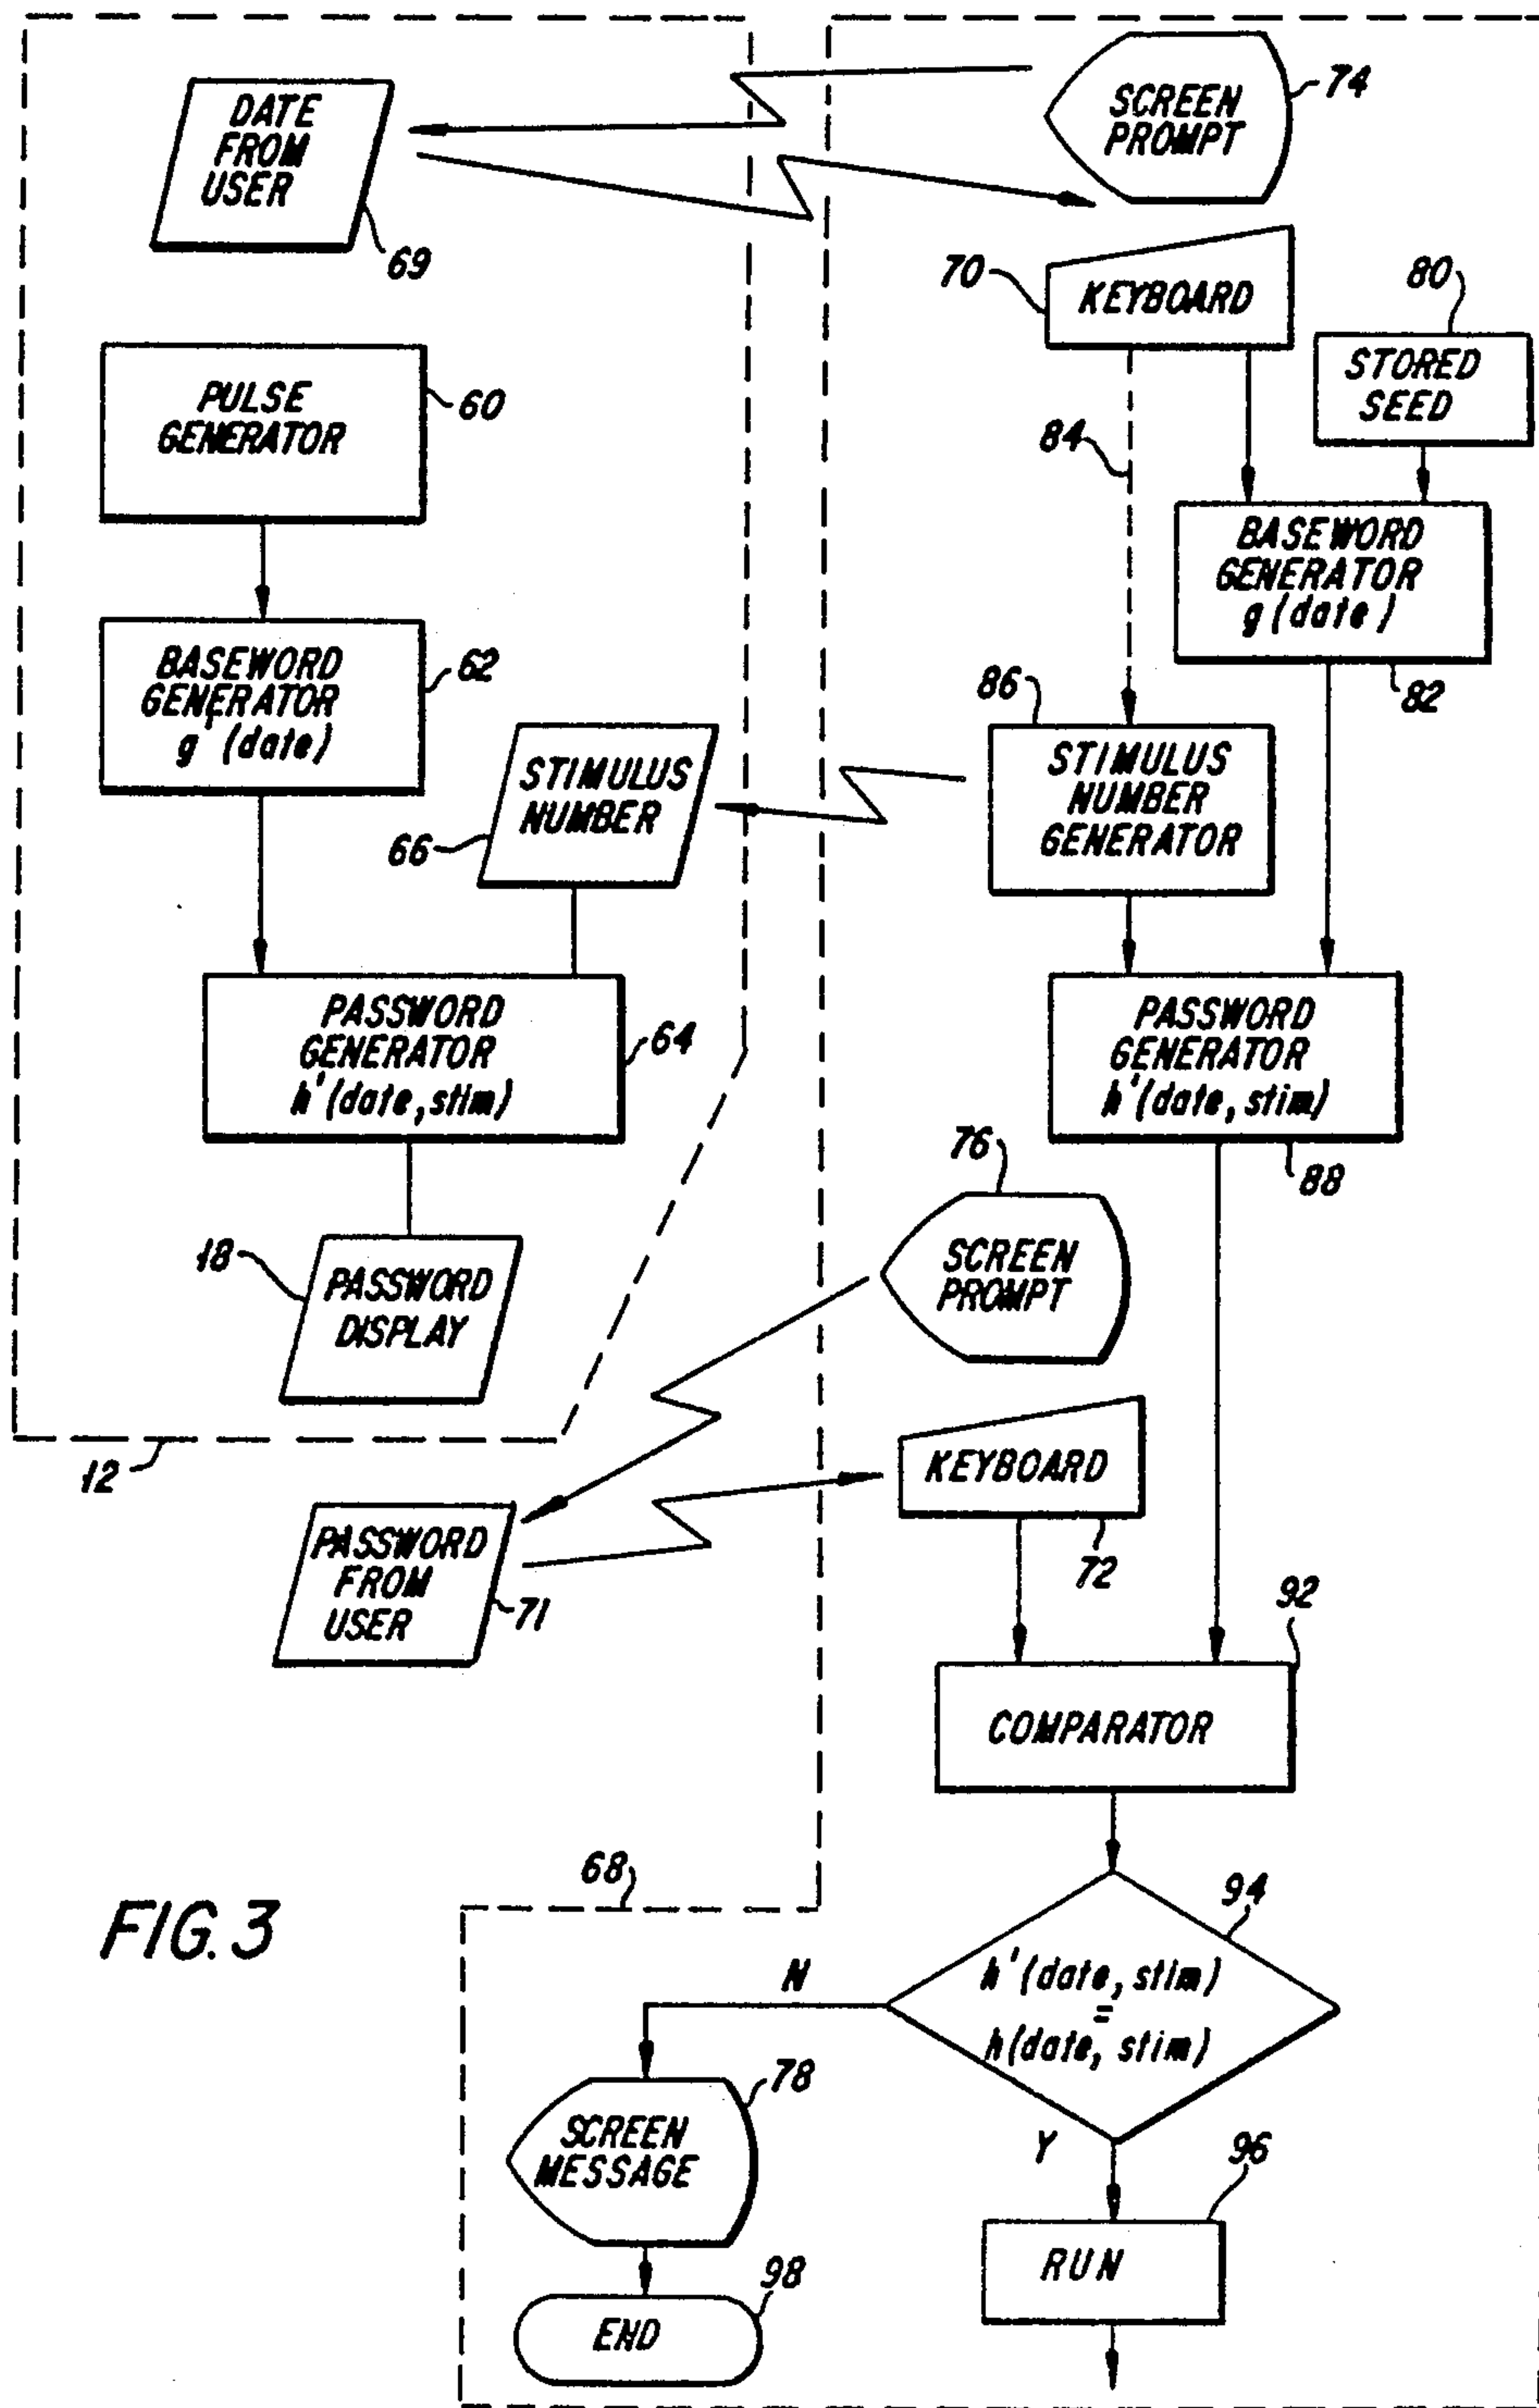 DATE
FROM
USER
69
SCREEN
PROMPT
74
70
KEYBOARD
80
STORED
SEED
PULSE
GENERATOR
60
84
BASEWORD
GENERATOR
g(date)
82
BASEWORD
GENERATOR
g'(date)
62
STIMULUS
NUMBER
66
86
STIMULUS
NUMBER
GENERATOR
PASSWORD
GENERATOR
h'(date,stim)
64
PASSWORD
GENERATOR
h'(date,stim)
88
18
PASSWORD
DISPLAY
12
76
SCREEN
PROMPT
KEYBOARD
72
PASSWORD
FROM
USER
71
92
COMPARATOR
FIG. 3
68
94
h'(date, stim)
=
h(date, stim)
N
Y
78
SCREEN
MESSAGE
98
END
96
RUN